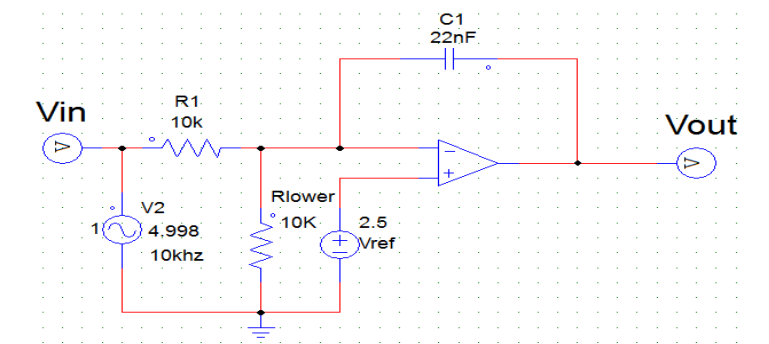 C1
22nF
Vin
R1
10k
Vout
Rlower
10K
V2
1
4,998
10khz
2.5
Vref